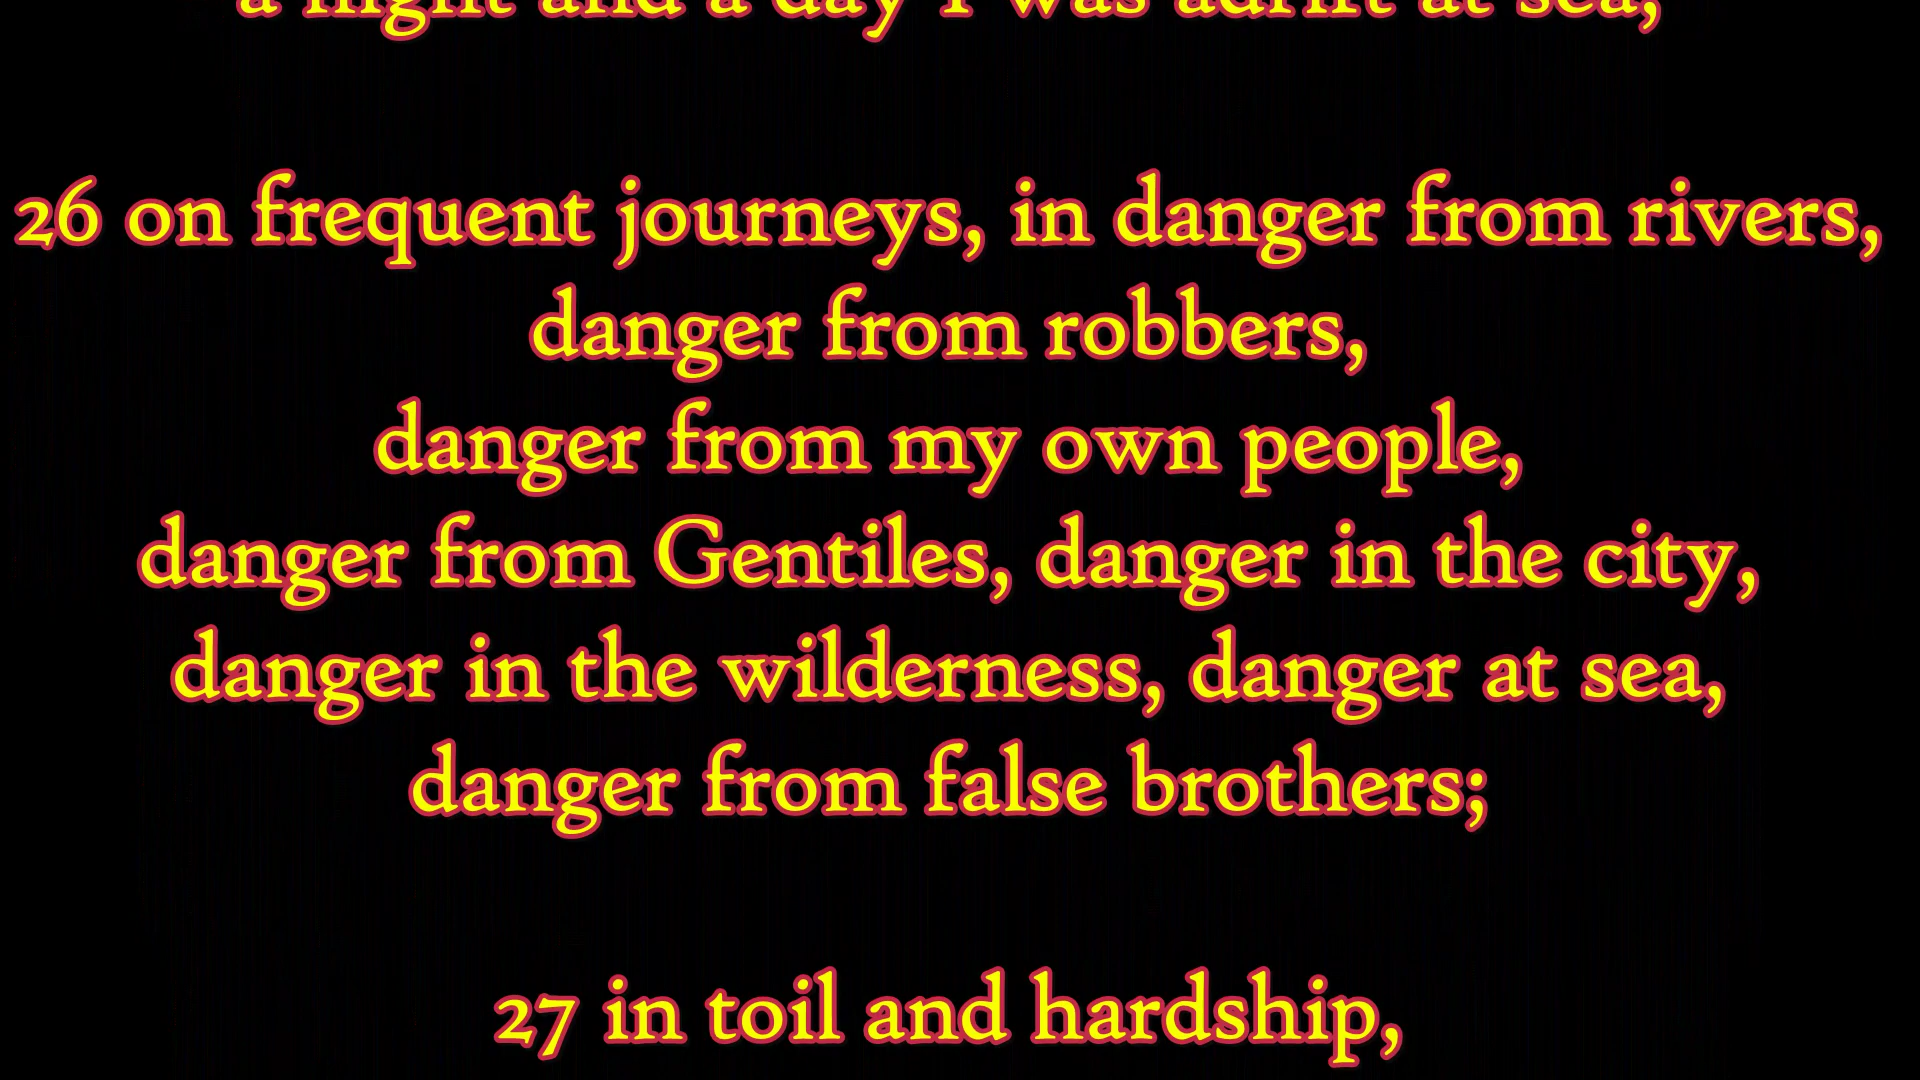 a night and a day I was adrift at sea,
26 on frequent journeys, in danger from rivers,
danger from robbers,
danger from my own people,
danger from Gentiles, danger in the city,
danger in the wilderness, danger at sea,
danger from false brothers;
27 in toil and hardship,